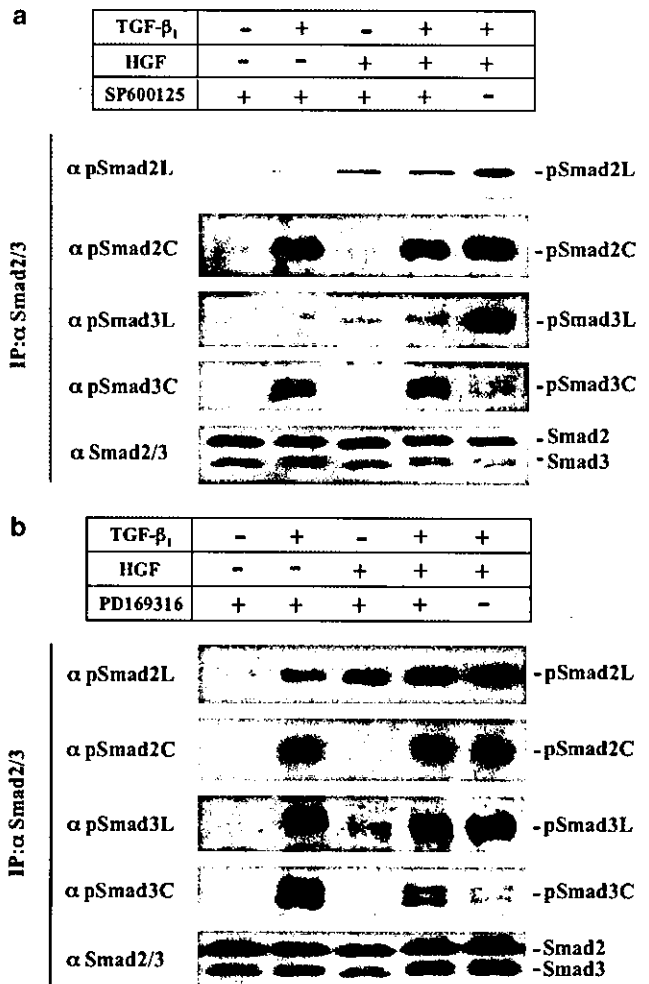 a
TGF-β₁ - + - + +
HGF - - + + +
SP600125 + + + + -
IP:α Smad2/3
α pSmad2L -pSmad2L
α pSmad2C -pSmad2C
α pSmad3L -pSmad3L
α pSmad3C -pSmad3C
α Smad2/3 -Smad2
-Smad3
b
TGF-β₁ - + - + +
HGF - - + + +
PD169316 + + + + -
IP:α Smad2/3
α pSmad2L -pSmad2L
α pSmad2C -pSmad2C
α pSmad3L -pSmad3L
α pSmad3C -pSmad3C
α Smad2/3 -Smad2
-Smad3